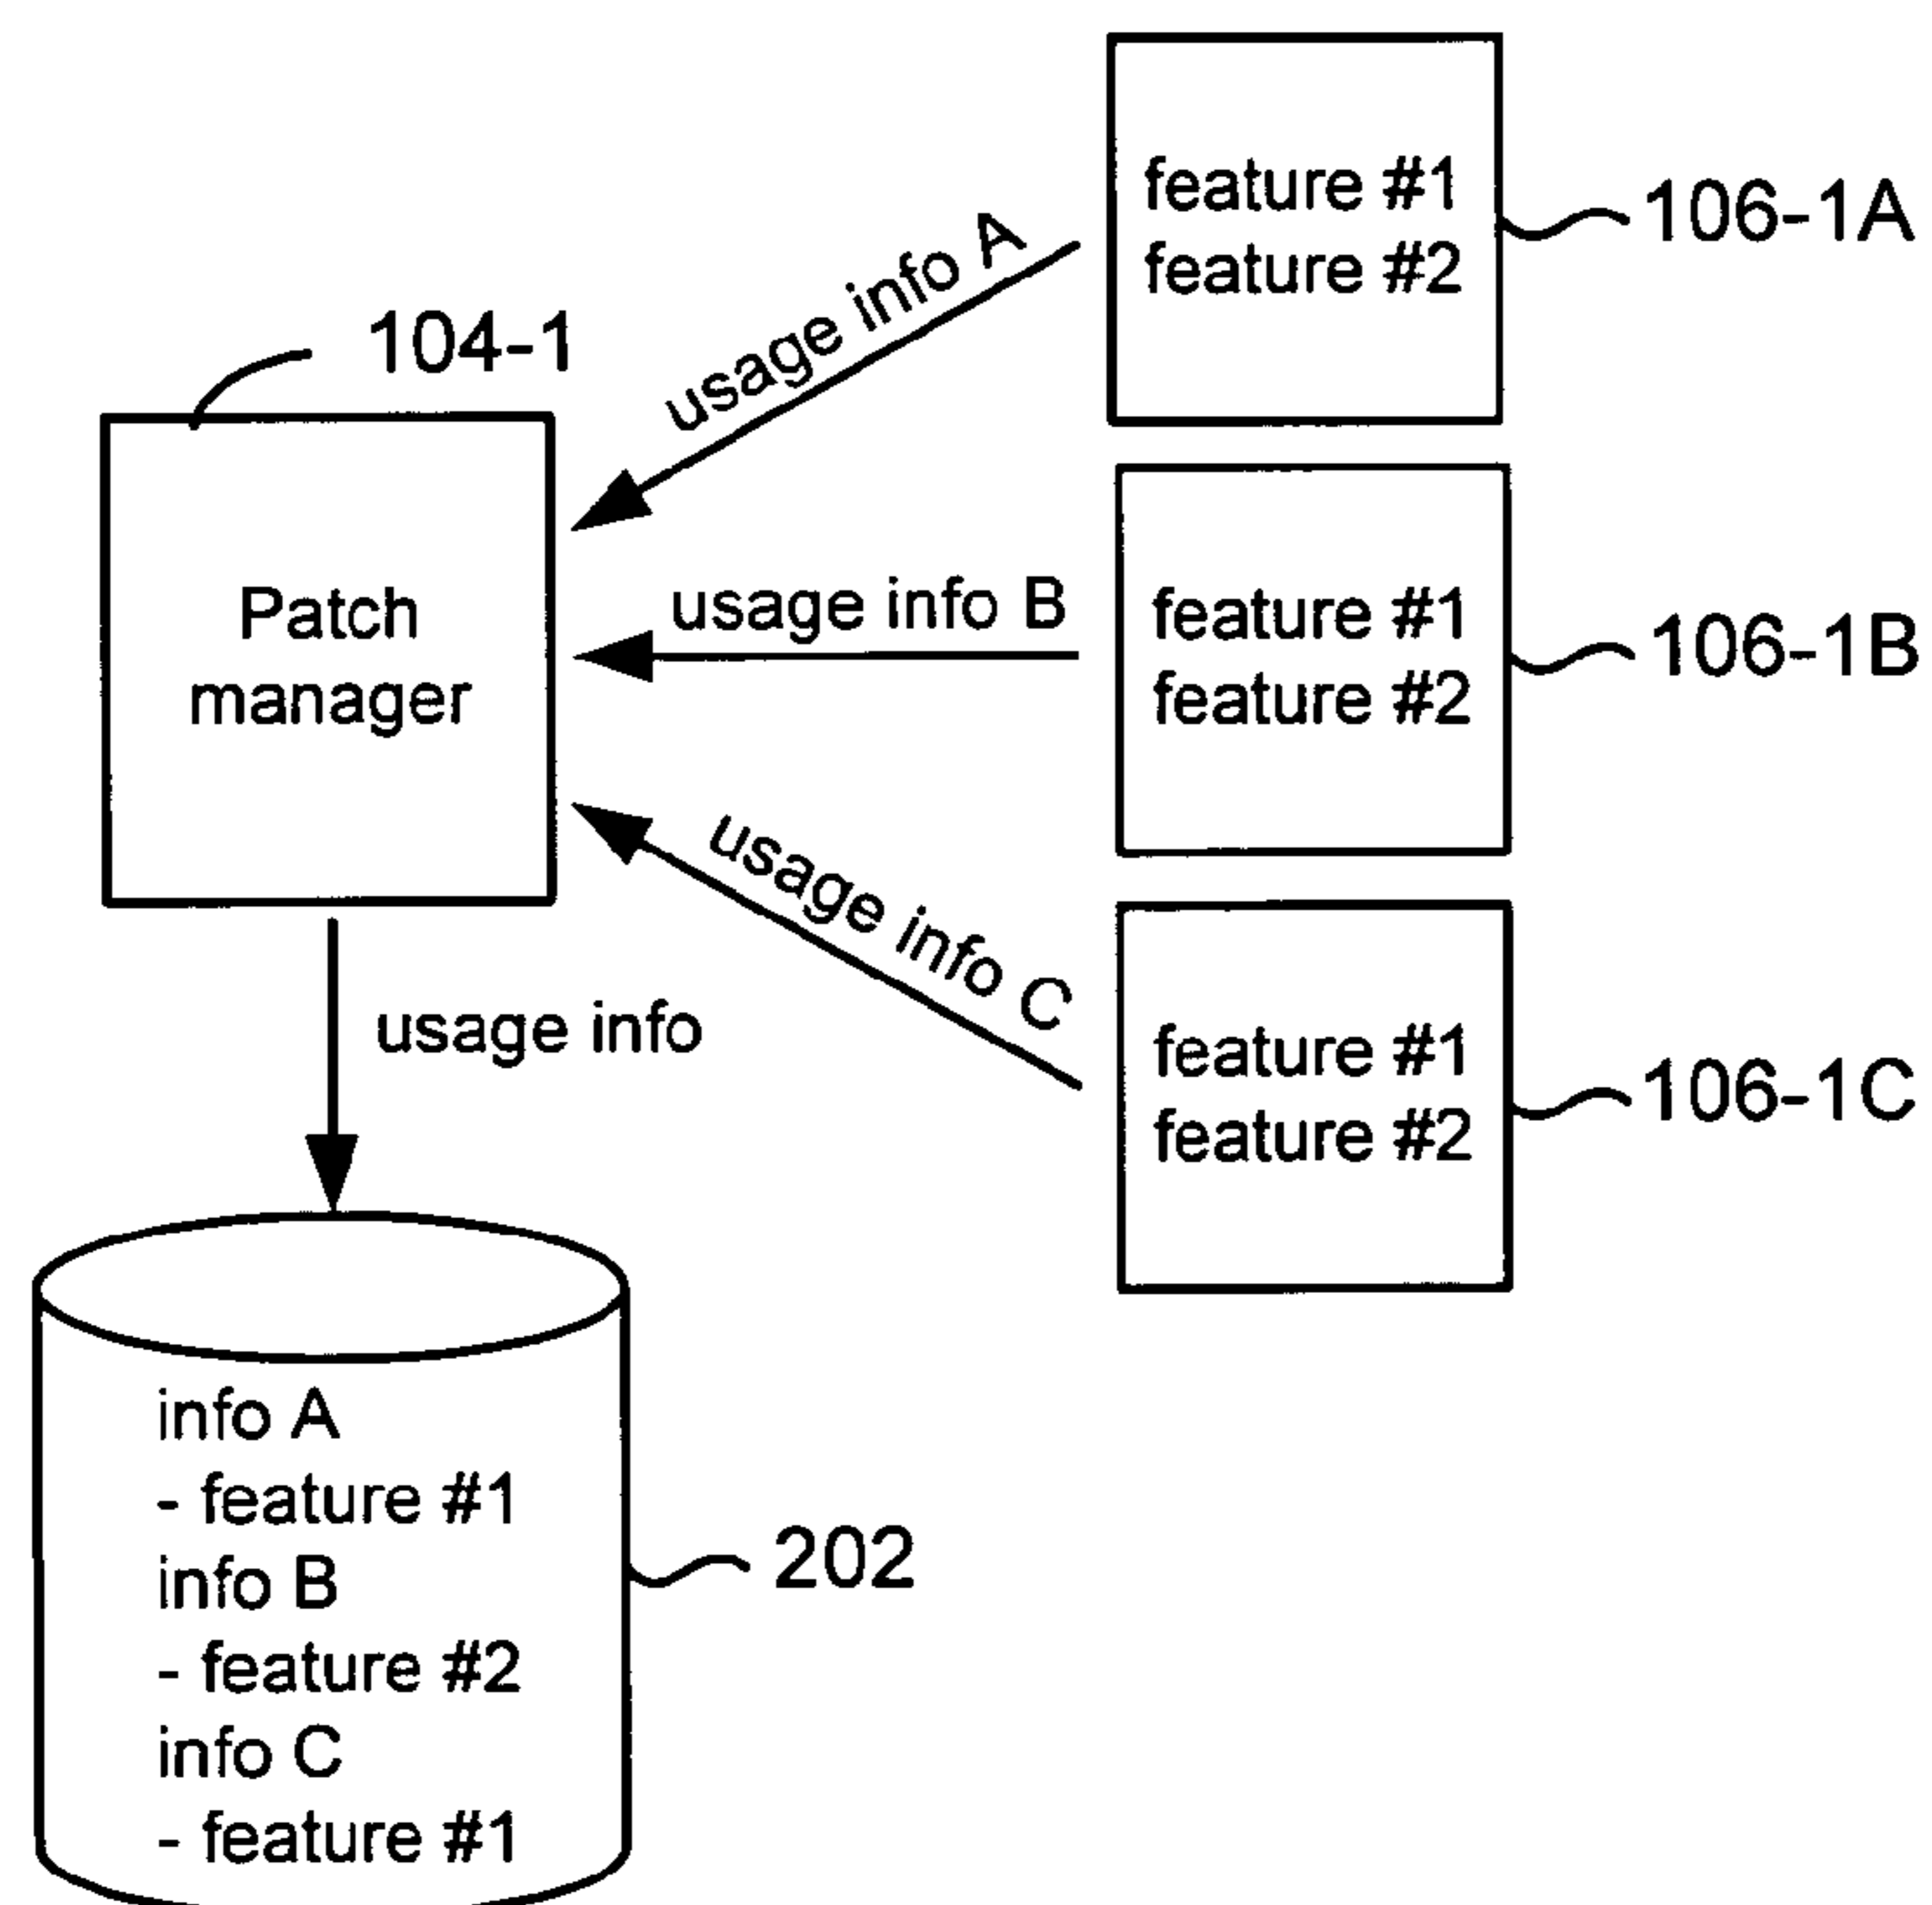 feature #1
feature #2
106-1A
usage info A
104-1
Patch
manager
usage info B
feature #1
feature #2
106-1B
usage info C
feature #1
feature #2
106-1C
usage info
info A
- feature #1
info B
- feature #2
info C
- feature #1
202